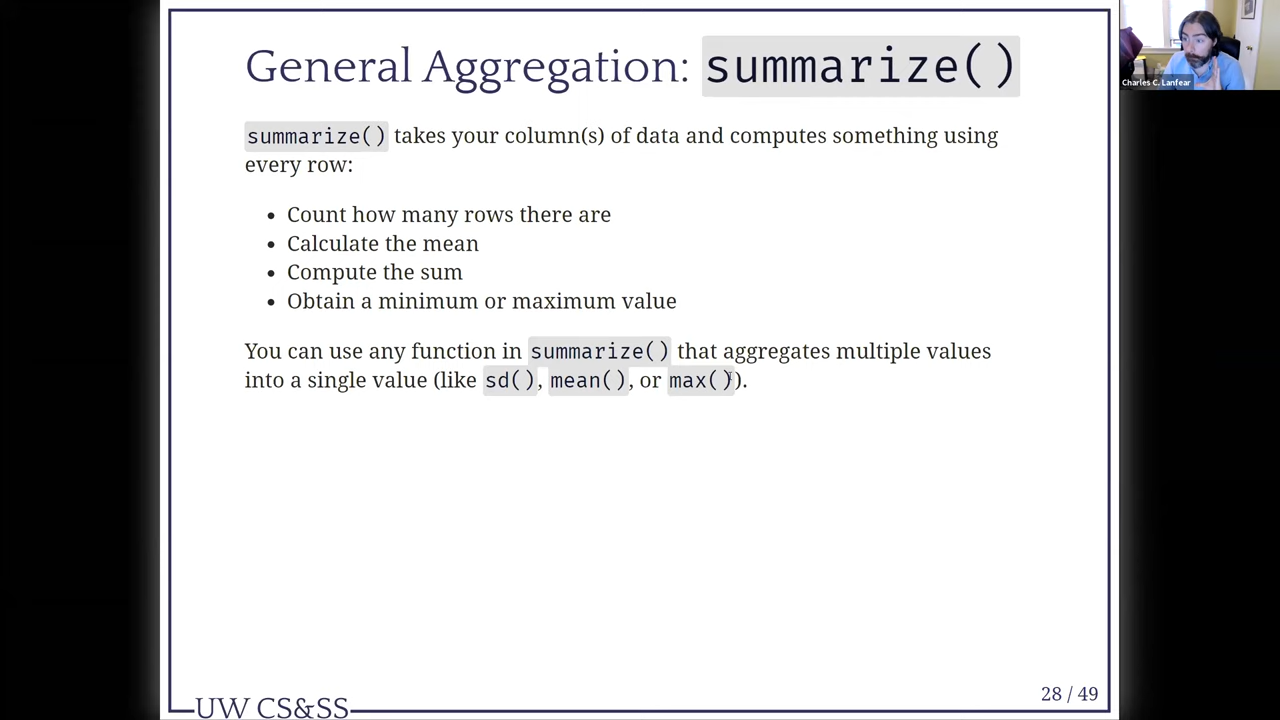 General Aggregation: summarize()
Charles C. Lanfear
summarize() takes your column(s) of data and computes something using
every row:
• Count how many rows there are
• Calculate the mean
• Compute the sum
• Obtain a minimum or maximum value
You can use any function in summarize() that aggregates multiple values
into a single value (like sd(), mean(), or max()).
UW CS&SS
28 / 49